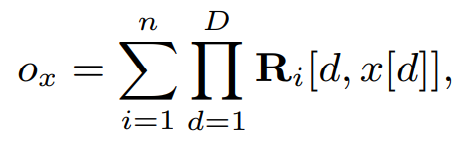 $o_x = \sum_{i=1}^{n} \prod_{d=1}^{D} \mathbf{R}_i[d, x[d]],$